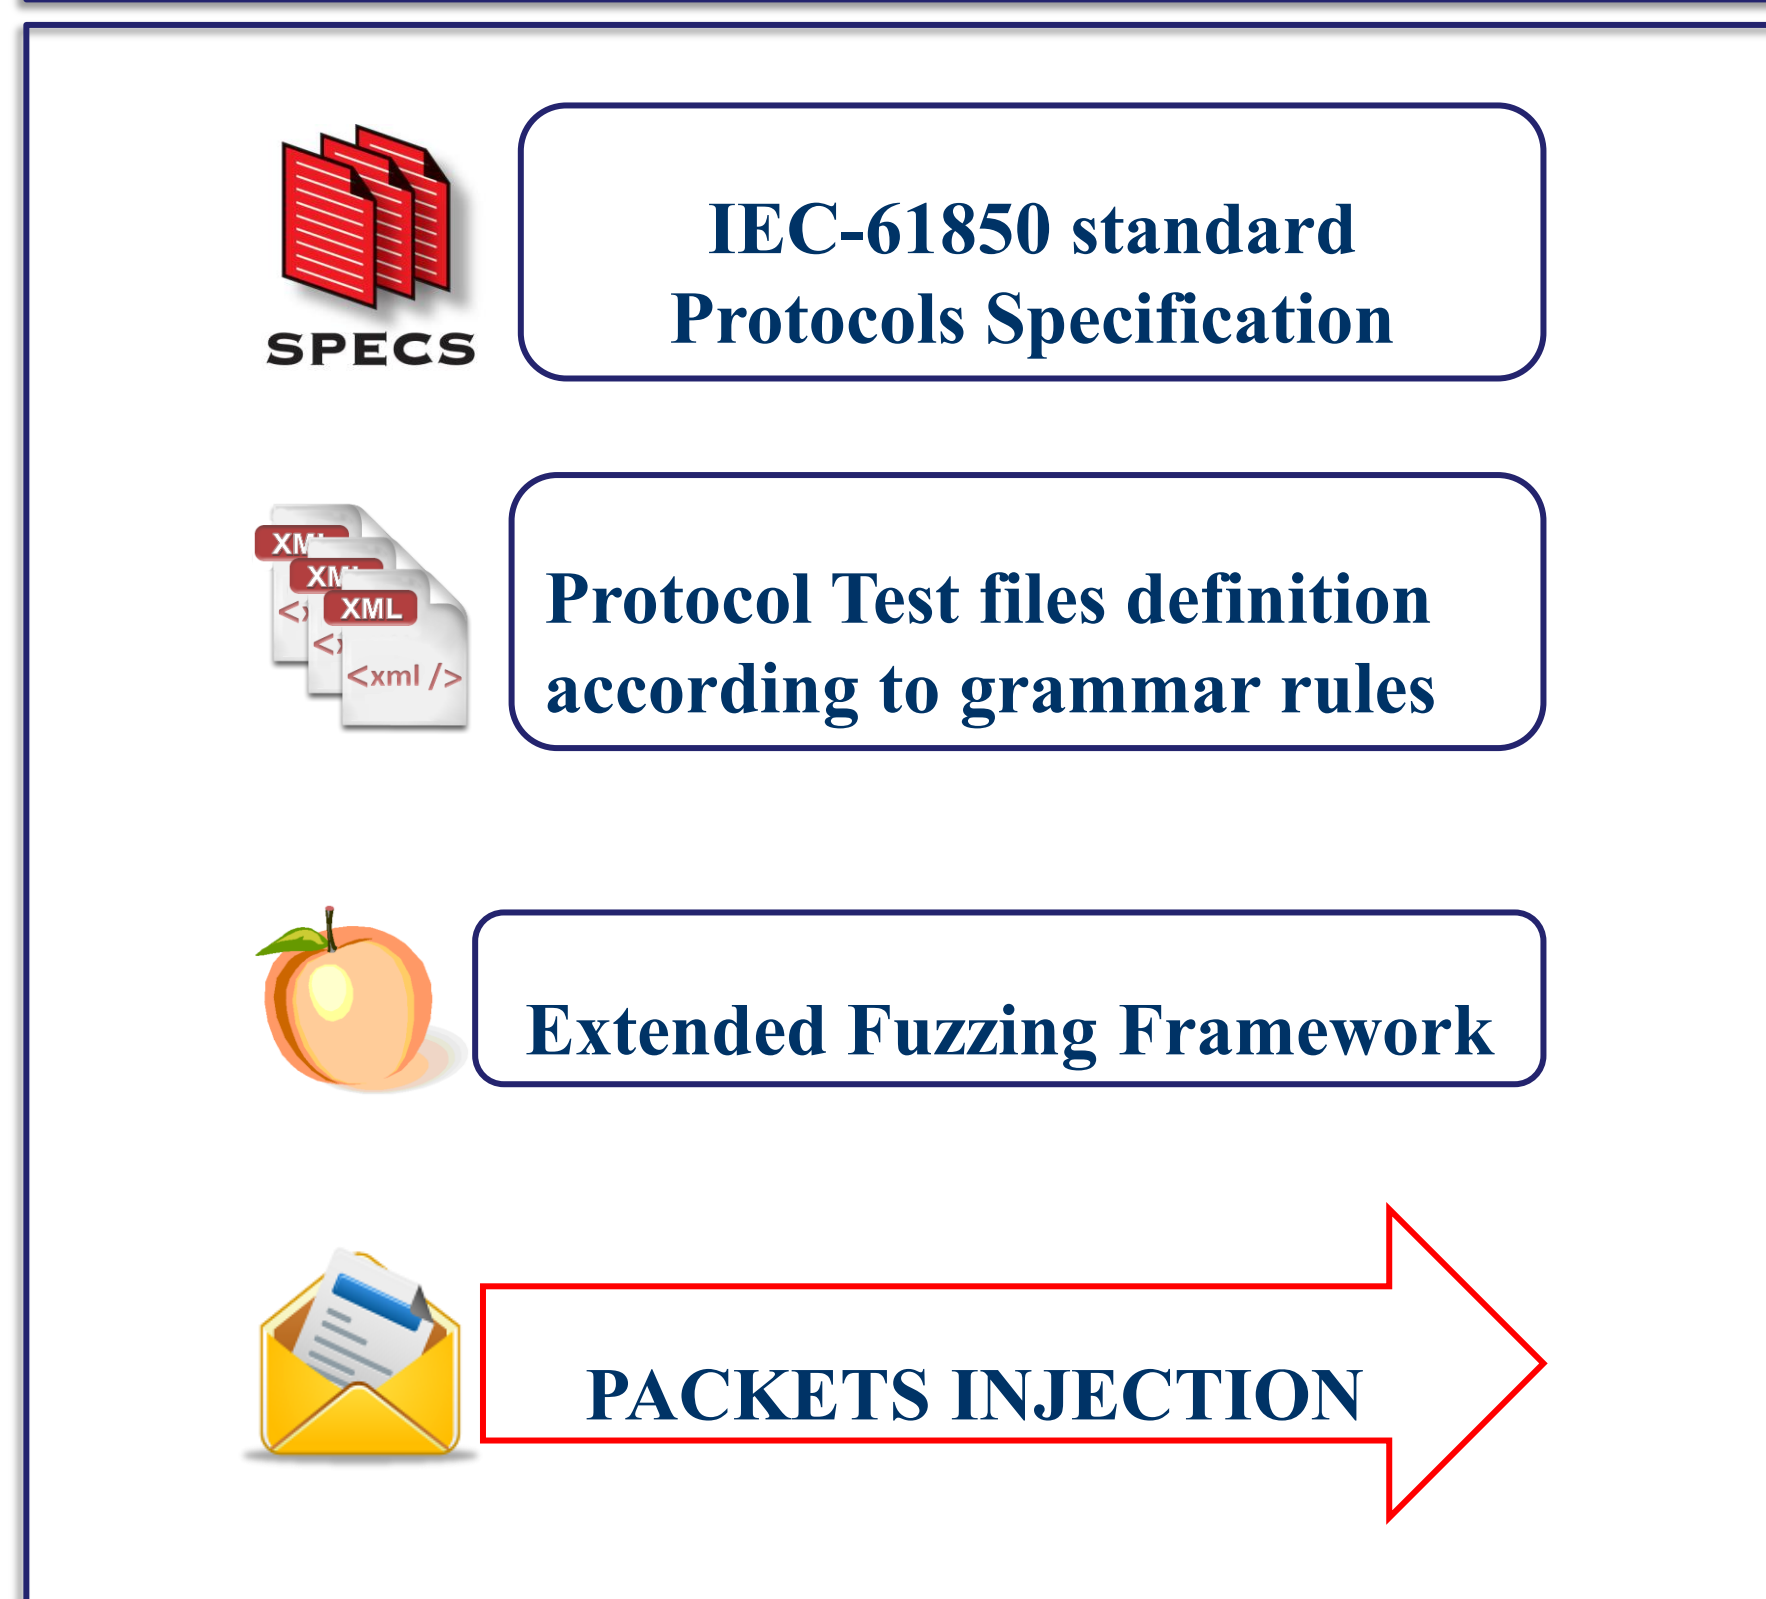 SPECS
IEC-61850 standard
Protocols Specification
XML
<xml />
Protocol Test files definition
according to grammar rules
Extended Fuzzing Framework
PACKETS INJECTION